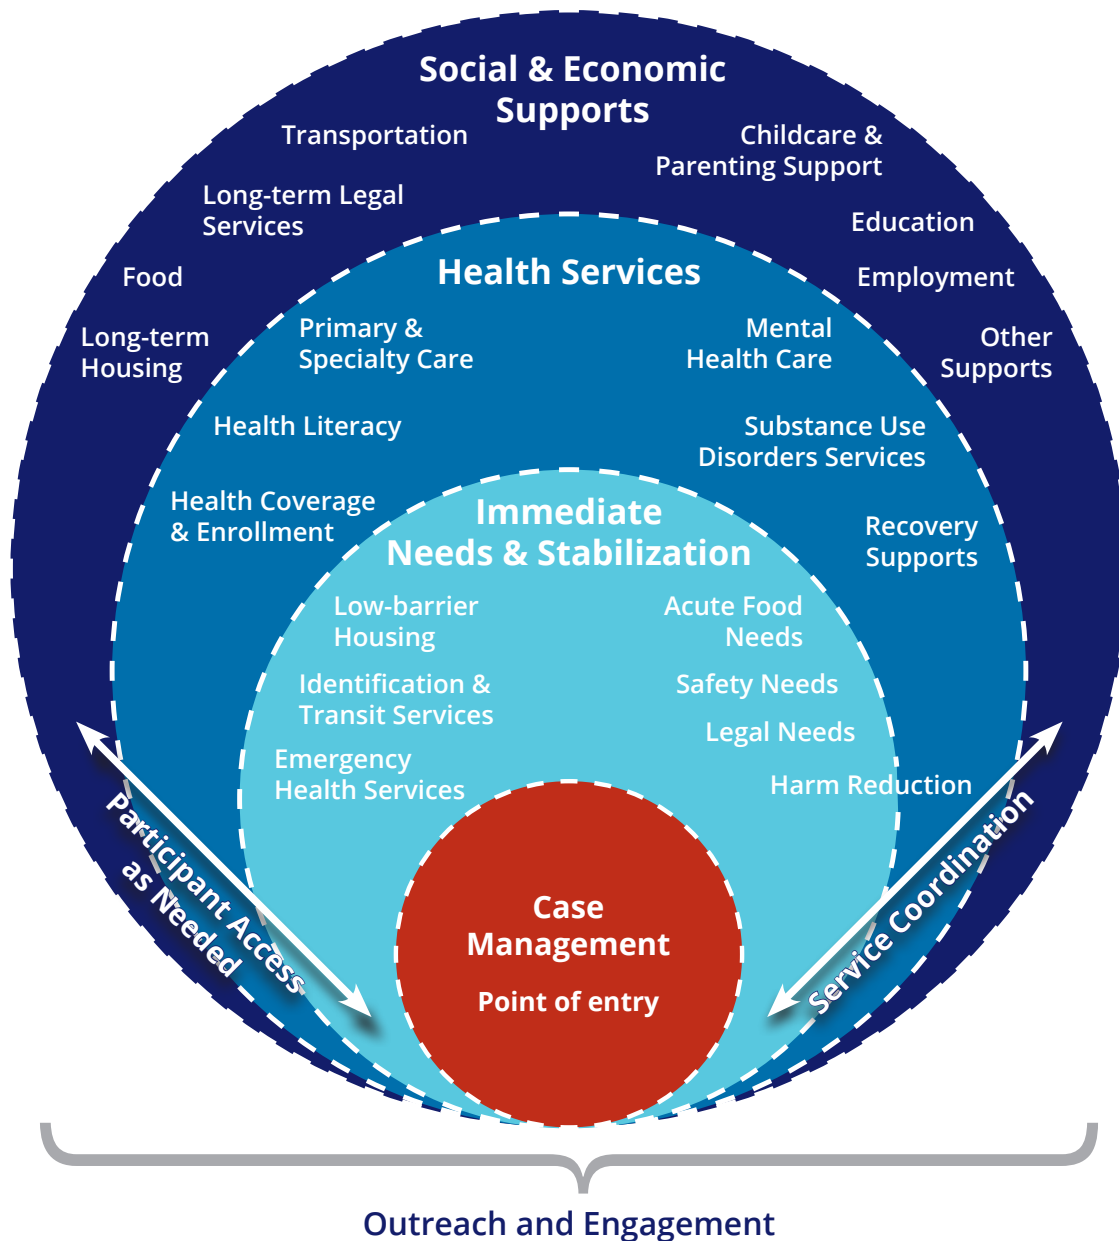 Social & Economic
Supports
Transportation
Childcare &
Parenting Support
Long-term Legal
Services
Education
Food
Employment
Long-term
Housing
Other
Supports
Health Services
Primary &
Specialty Care
Mental
Health Care
Health Literacy
Substance Use
Disorders Services
Health Coverage
& Enrollment
Recovery
Supports
Immediate
Needs & Stabilization
Low-barrier
Housing
Acute Food
Needs
Identification &
Transit Services
Safety Needs
Legal Needs
Emergency
Health Services
Harm Reduction
Participant Access
as Needed
Service Coordination
Case
Management
Point of entry
Outreach and Engagement